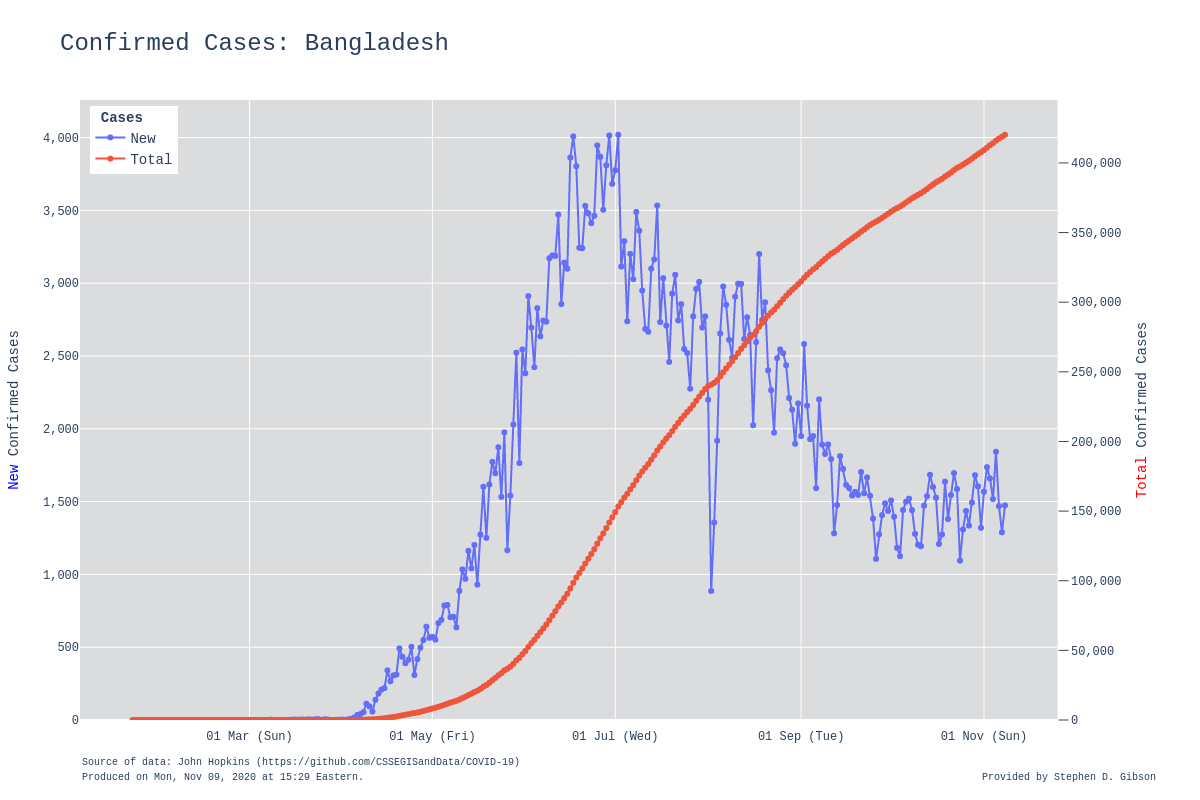 Confirmed Cases: Bangladesh
Cases
New
Total
4,000
3,500
3,000
2,500
2,000
1,500
1,000
500
0
400,000
350,000
300,000
250,000
200,000
150,000
100,000
50,000
0
New Confirmed Cases
Total Confirmed Cases
01 Mar (Sun)
01 May (Fri)
01 Jul (Wed)
01 Sep (Tue)
01 Nov (Sun)
Source of data: John Hopkins (https://github.com/CSSEGISandData/COVID-19)
Produced on Mon, Nov 09, 2020 at 15:29 Eastern.
Provided by Stephen D. Gibson